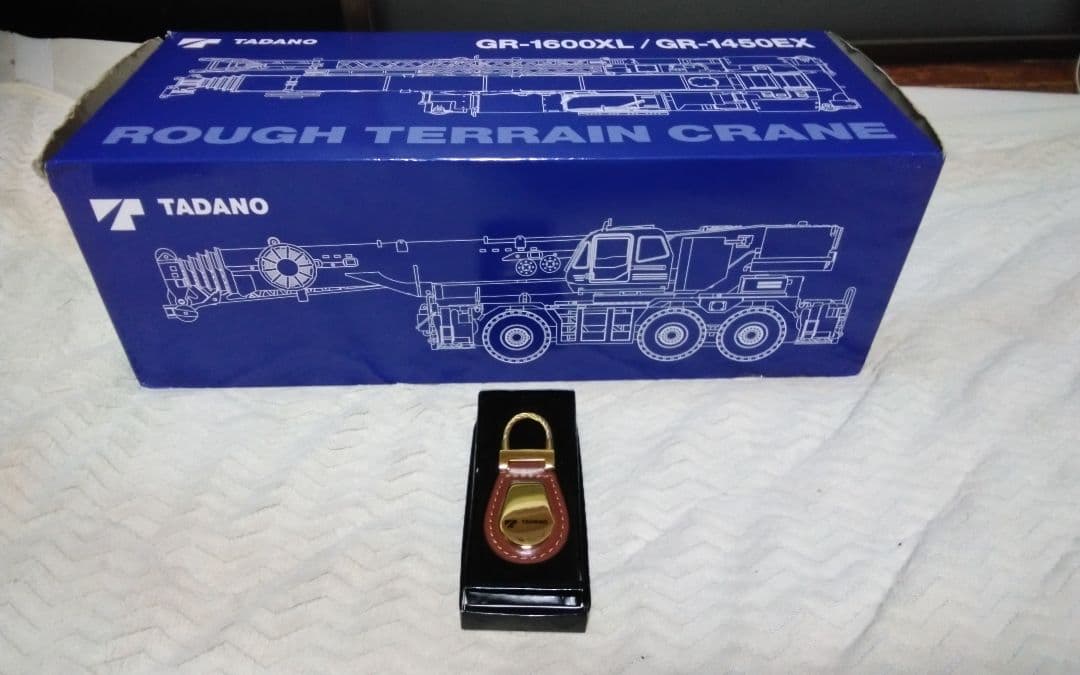 TADANO
GR-1600XL / GR-1450EX
ROUGH TERRAIN CRANE
TADANO
TADANO